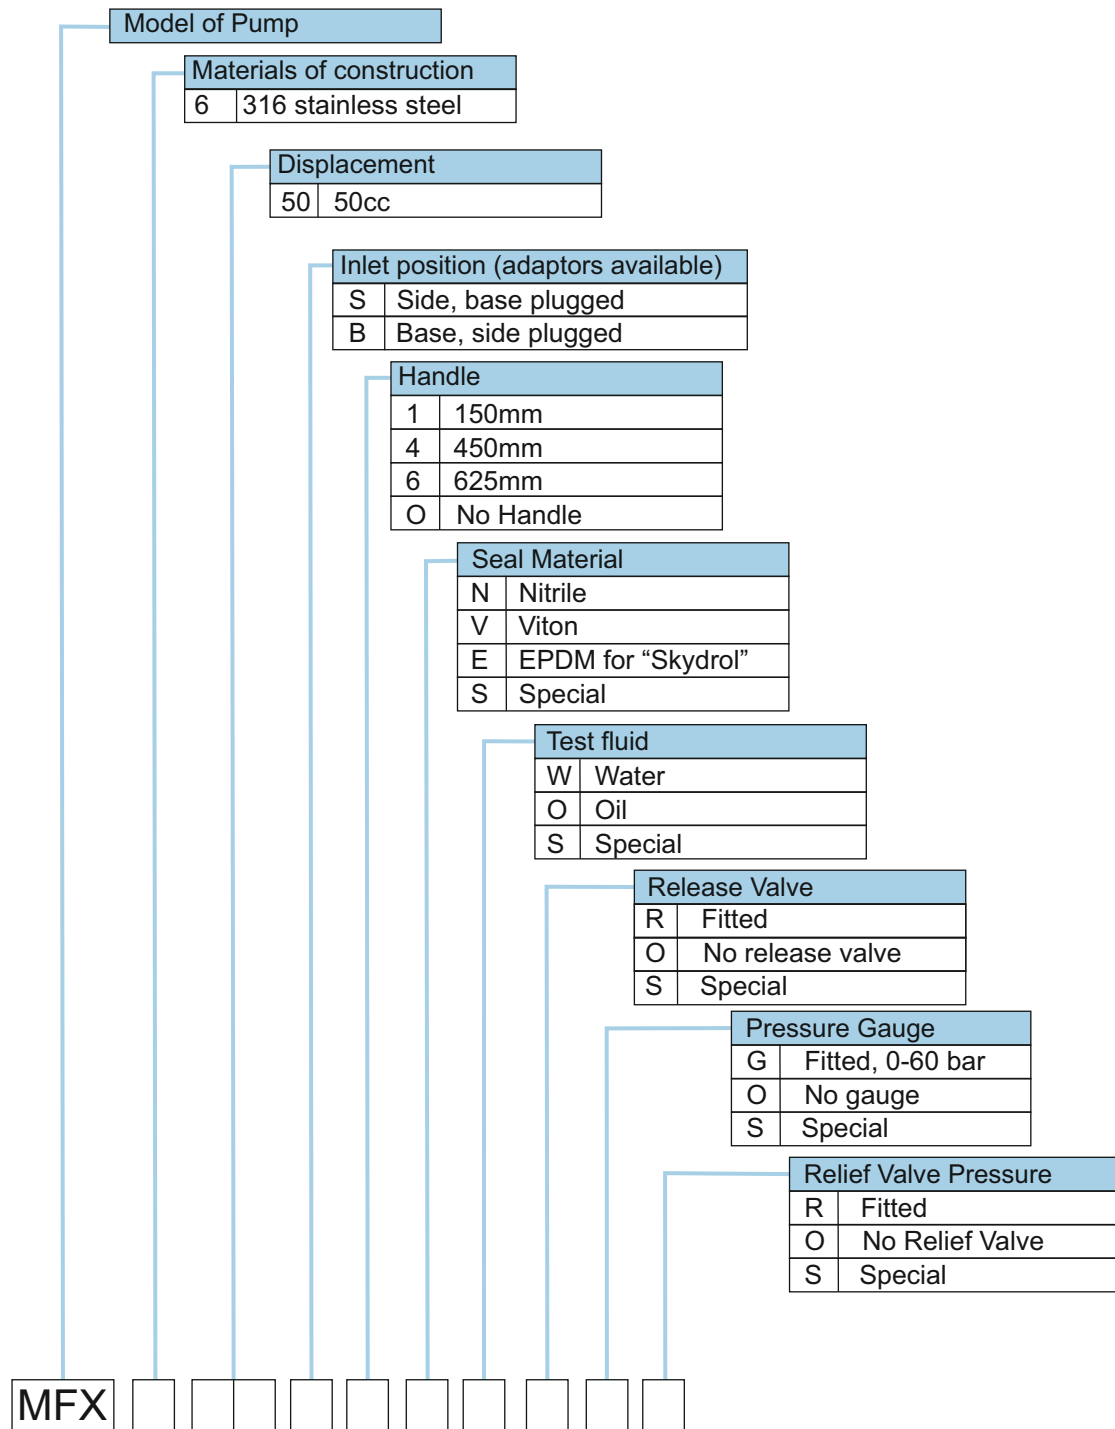 Model of Pump
Materials of construction
6 316 stainless steel
Displacement
50 50cc
Inlet position (adaptors available)
S Side, base plugged
B Base, side plugged
Handle
1 150mm
4 450mm
6 625mm
O No Handle
Seal Material
N Nitrile
V Viton
E EPDM for “Skydrol”
S Special
Test fluid
W Water
O Oil
S Special
Release Valve
R Fitted
O No release valve
S Special
Pressure Gauge
G Fitted, 0-60 bar
O No gauge
S Special
Relief Valve Pressure
R Fitted
O No Relief Valve
S Special
MFX